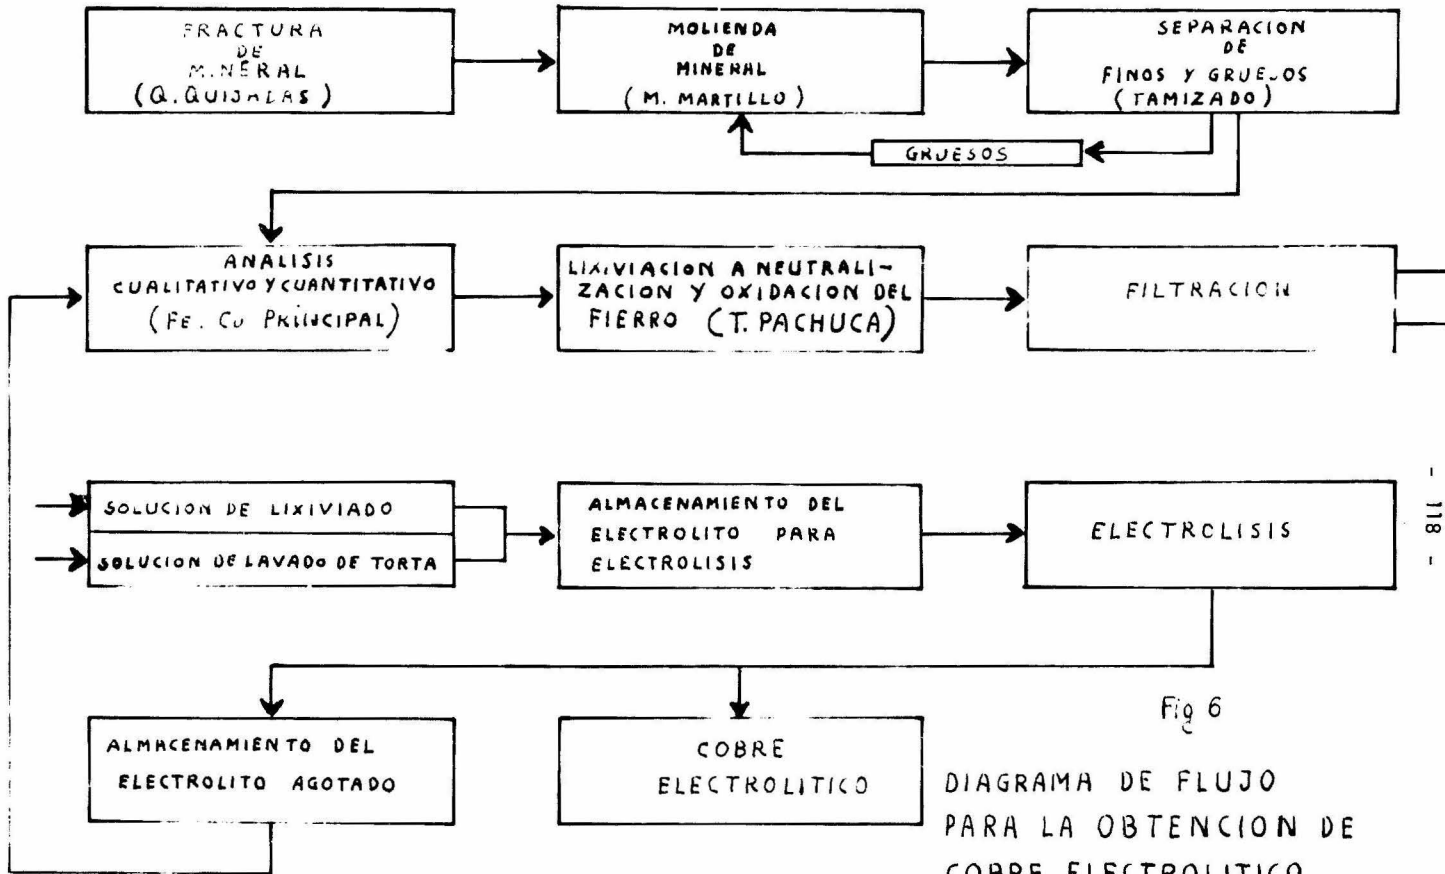 FRACTURA
DE
MINERAL
(Q. QUIJADAS)
MOLIENDA
DE
MINERAL
(M. MARTILLO)
SEPARACION
DE
FINOS Y GRUESOS
(TAMIZADO)
GRUESOS
ANALISIS
CUALITATIVO Y CUANTITATIVO
(FE. CU PRINCIPAL)
LIXIVIACION A NEUTRALI-
ZACION Y OXIDACION DEL
FIERRO (T. PACHUCA)
FILTRACION
SOLUCION DE LIXIVIADO
SOLUCION DE LAVADO DE TORTA
ALMACENAMIENTO DEL
ELECTROLITO PARA
ELECTROLISIS
ELECTROLISIS
- 118 -
ALMACENAMIENTO DEL
ELECTROLITO AGOTADO
COBRE
ELECTROLITICO
Fig 6
DIAGRAMA DE FLUJO
PARA LA OBTENCION DE
COBRE ELECTROLITICO